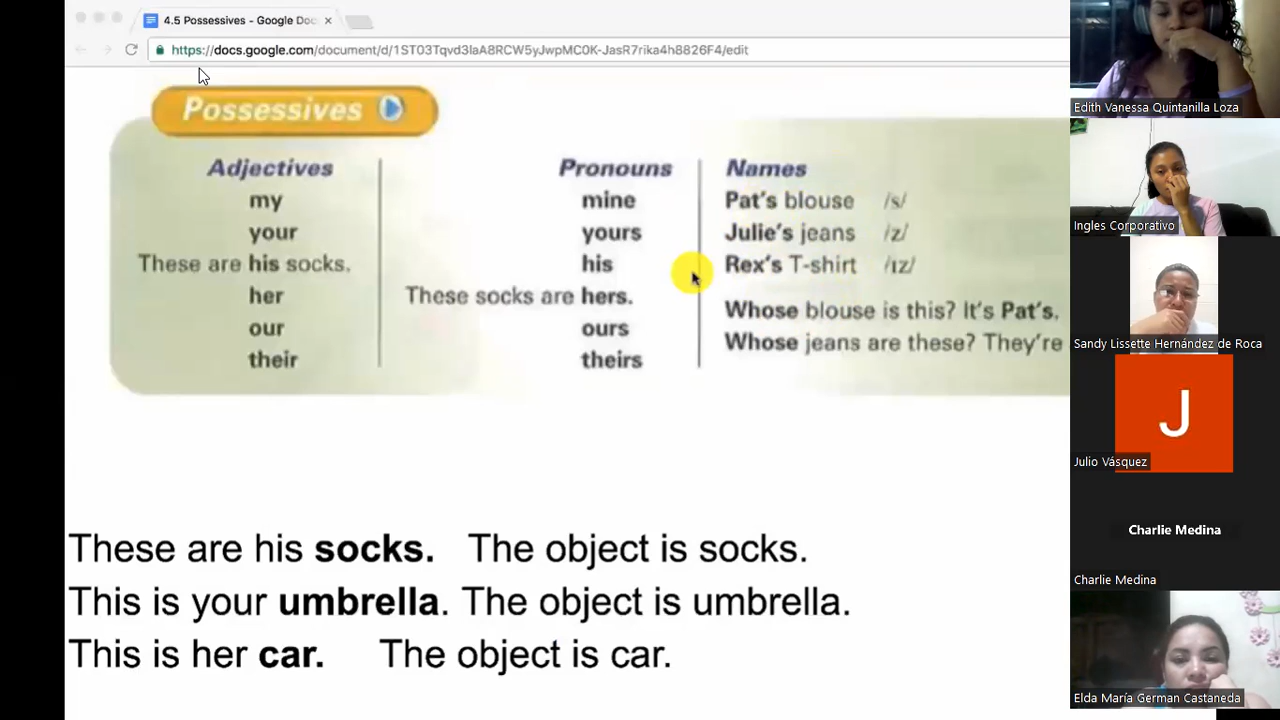 4.5 Possessives - Google Doc
https://docs.google.com/document/d/1ST03Tqvd3laA8RCW5yJwpMC0K-JasR7rika4h8826F4/edit
Possessives
Adjectives
my
your
These are his socks.
her
our
their
Pronouns
mine
yours
his
These socks are hers.
ours
theirs
Names
Pat's blouse /s/
Julie's jeans /z/
Rex's T-shirt /ɪz/
Whose blouse is this? It's Pat's.
Whose jeans are these? They're
These are his socks. The object is socks.
This is your umbrella. The object is umbrella.
This is her car. The object is car.
Edith Vanessa Quintanilla Loza
Ingles Corporativo
Sandy Lissette Hernández de Roca
J
Julio Vásquez
Charlie Medina
Charlie Medina
Elda María German Castaneda